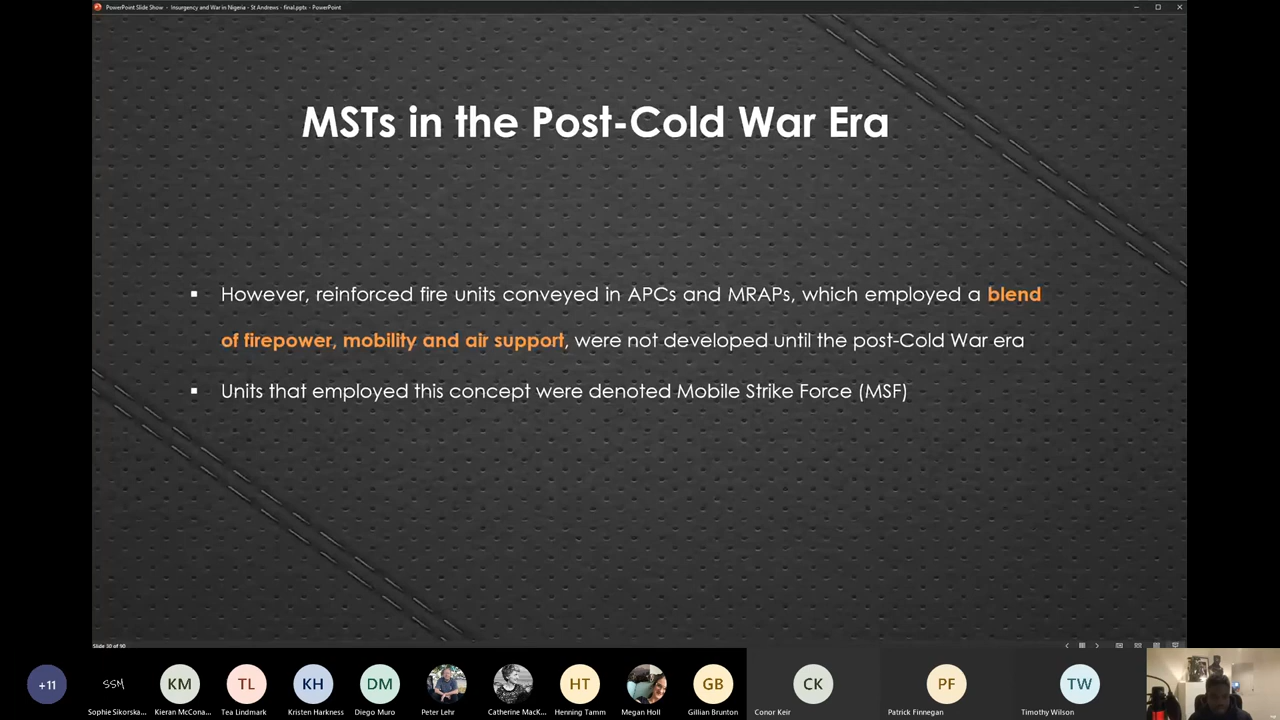 PowerPoint Slide Show - Insurgency and War in Nigeria - St Andrews - final.pptx - PowerPoint
MSTs in the Post-Cold War Era
▪ However, reinforced fire units conveyed in APCs and MRAPs, which employed a blend
of firepower, mobility and air support, were not developed until the post-Cold War era
▪ Units that employed this concept were denoted Mobile Strike Force (MSF)
Slide 30 of 90
+11 SSM KM TL KH DM HT GB CK PF TW
Sophie Sikorska... Kieran McCona... Tea Lindmark Kristen Harkness Diego Muro Peter Lehr Catherine MacK... Henning Tamm Megan Holl Gillian Brunton Conor Keir Patrick Finnegan Timothy Wilson